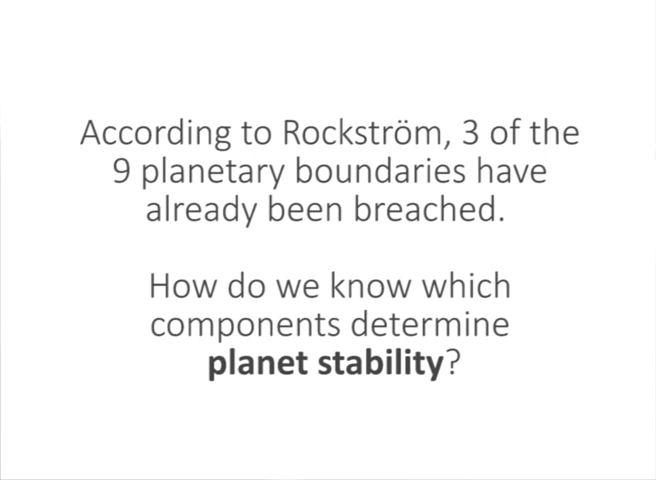 According to Rockström, 3 of the
9 planetary boundaries have
already been breached.
How do we know which
components determine
planet stability?